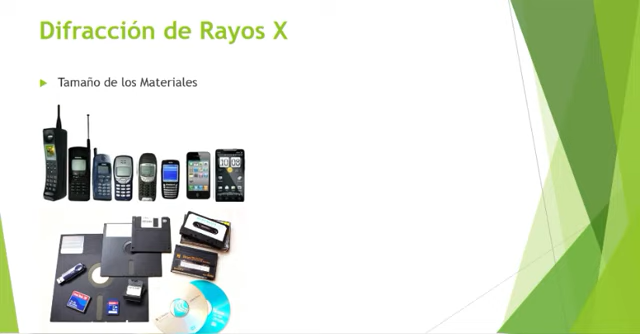 Difracción de Rayos X
Tamaño de los Materiales